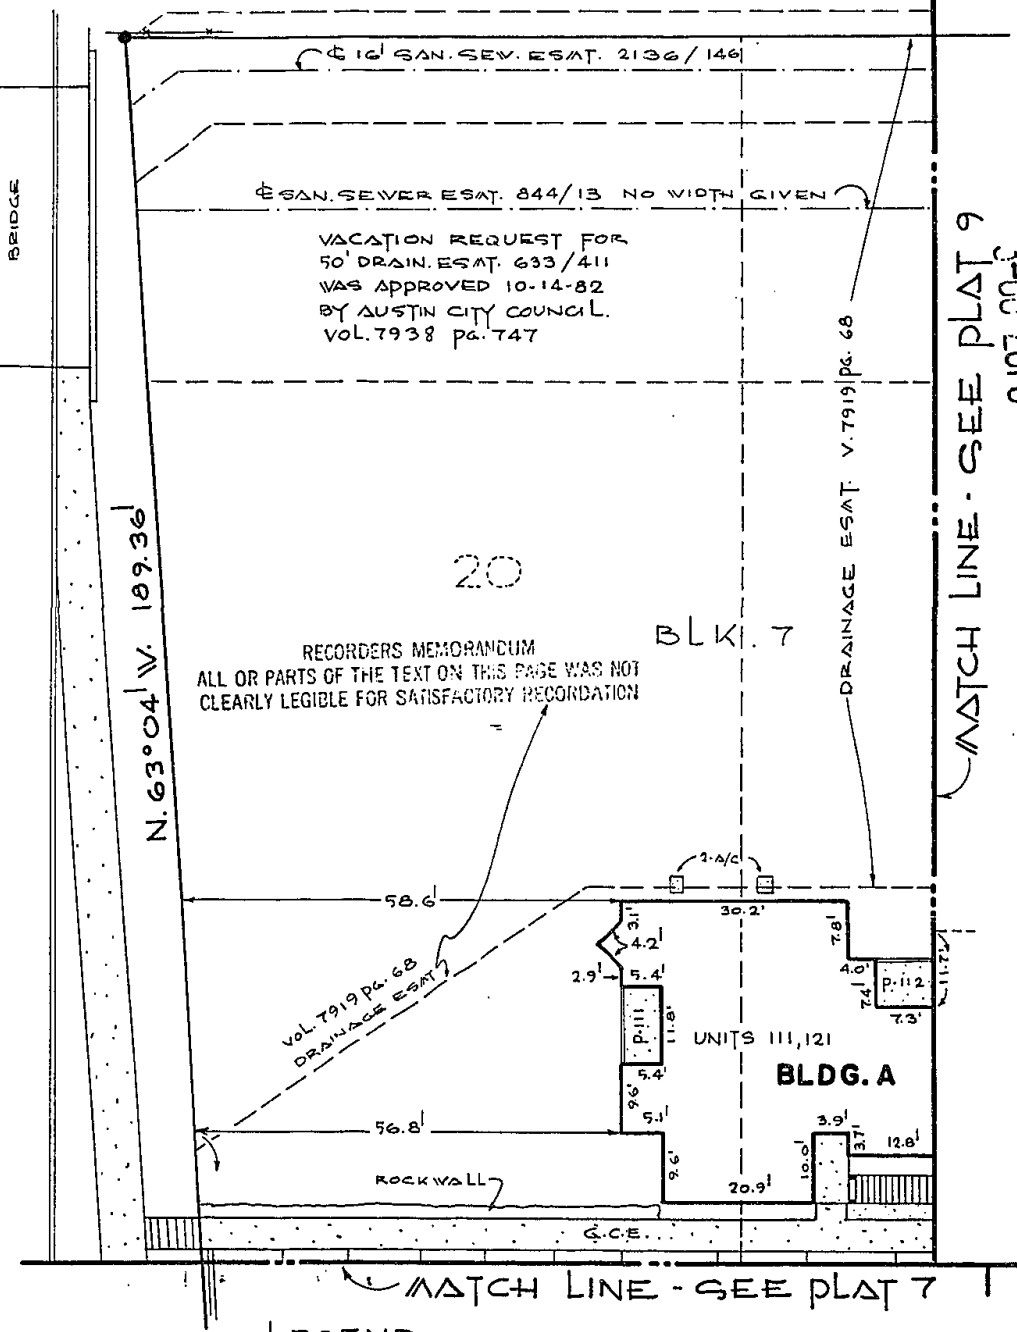 ℄ 16' SAN. SEW. ESMT. 2136/146
BRIDGE
℄ SAN. SEWER ESMT. 844/13 NO WIDTH GIVEN
VACATION REQUEST FOR
50' DRAIN. ESMT. 633/411
WAS APPROVED 10-14-82
BY AUSTIN CITY COUNCIL.
VOL. 7938 PG. 747
MATCH LINE - SEE PLAT 9
DRAINAGE ESMT. V. 7919 PG. 68
N. 63°04' W. 189.36'
20
BLK. 7
RECORDERS MEMORANDUM
ALL OR PARTS OF THE TEXT ON THIS PAGE WAS NOT
CLEARLY LEGIBLE FOR SATISFACTORY RECORDATION
2-A/C
58.6'
30.2'
3.1'
4.2'
7.8'
2.9'
5.4'
4.0'
7.4'
P-112
11.7'
7.3'
VOL. 7919 PG. 68
DRAINAGE ESMT.
P-111
11.8'
UNITS 111, 121
5.4'
BLDG. A
9.6'
56.8'
5.1'
3.9'
3.7'
12.8'
9.6'
10.0'
20.9'
ROCKWALL
G.C.E.
MATCH LINE - SEE PLAT 7
LEGEND